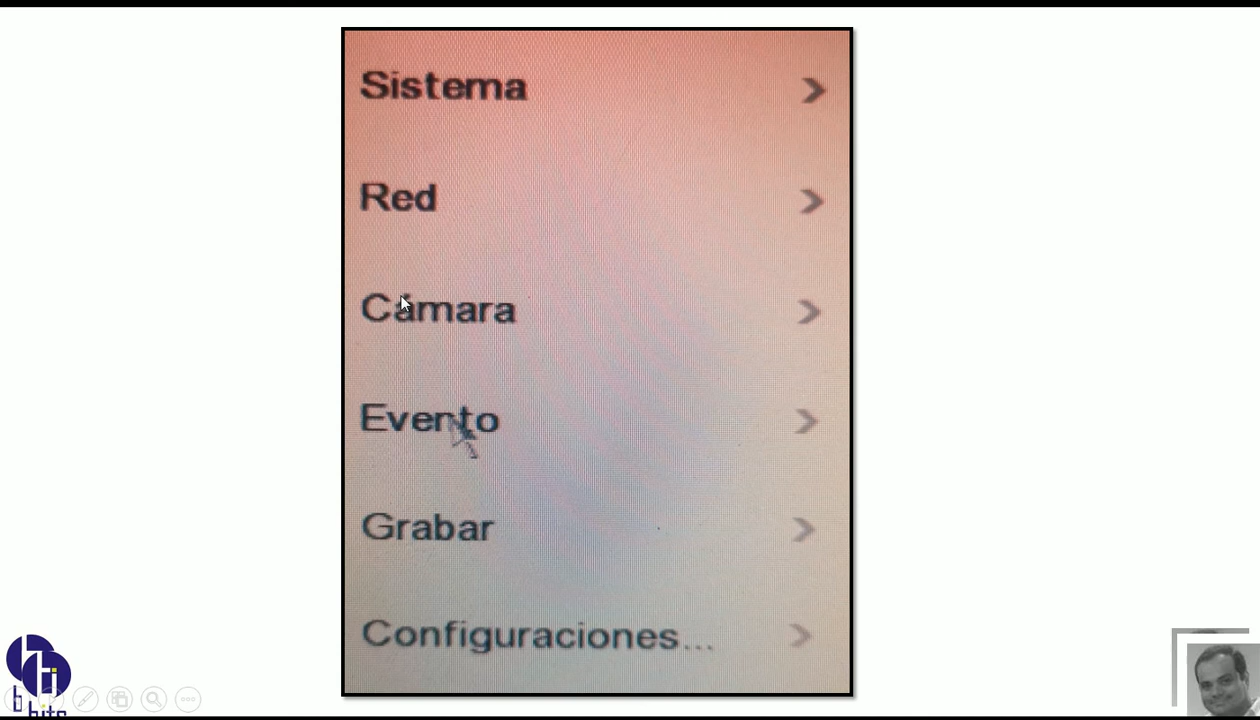 Sistema
Red
Cámara
Evento
Grabar
Configuraciones...